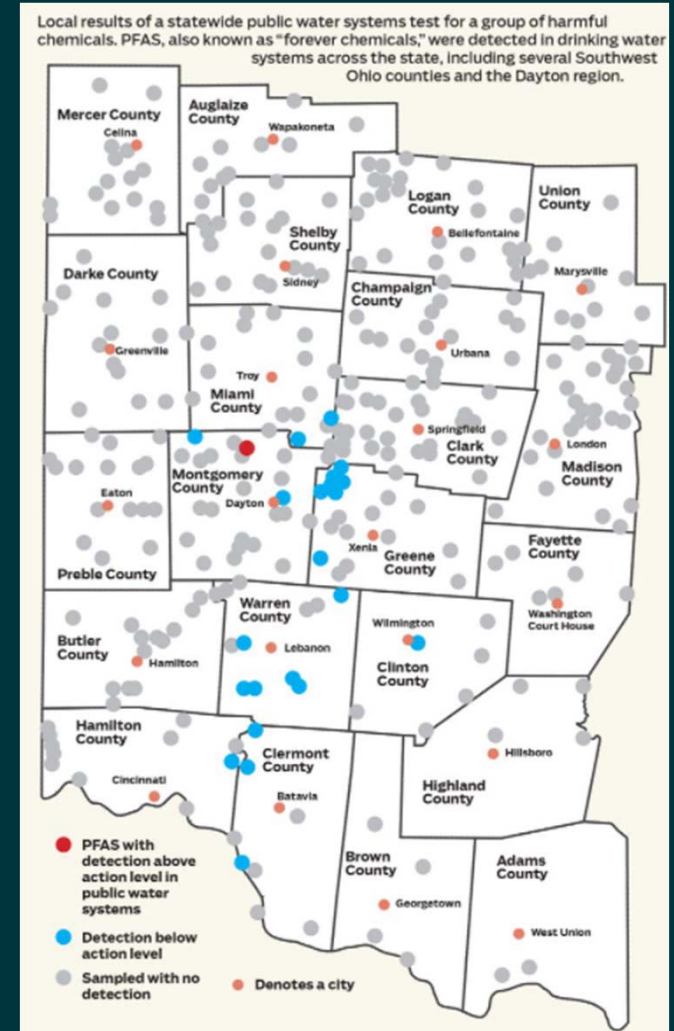 Local results of a statewide public water systems test for a group of harmful
chemicals. PFAS, also known as “forever chemicals,” were detected in drinking water
systems across the state, including several Southwest
Ohio counties and the Dayton region.
Mercer County
Celina
Auglaize
County
Wapakoneta
Logan
County
Bellefontaine
Union
County
Marysville
Shelby
County
Sidney
Darke County
Greenville
Champaign
County
Urbana
Troy
Miami
County
Springfield
Clark
County
London
Madison
County
Montgomery
County
Dayton
Eaton
Preble County
Xenia
Greene
County
Fayette
County
Washington
Court House
Warren
County
Lebanon
Wilmington
Clinton
County
Butler
County
Hamilton
Hamilton
County
Cincinnati
Clermont
County
Batavia
Hillsboro
Highland
County
Brown
County
Georgetown
Adams
County
West Union
PFAS with
detection above
action level in
public water
systems
Detection below
action level
Sampled with no
detection
Denotes a city